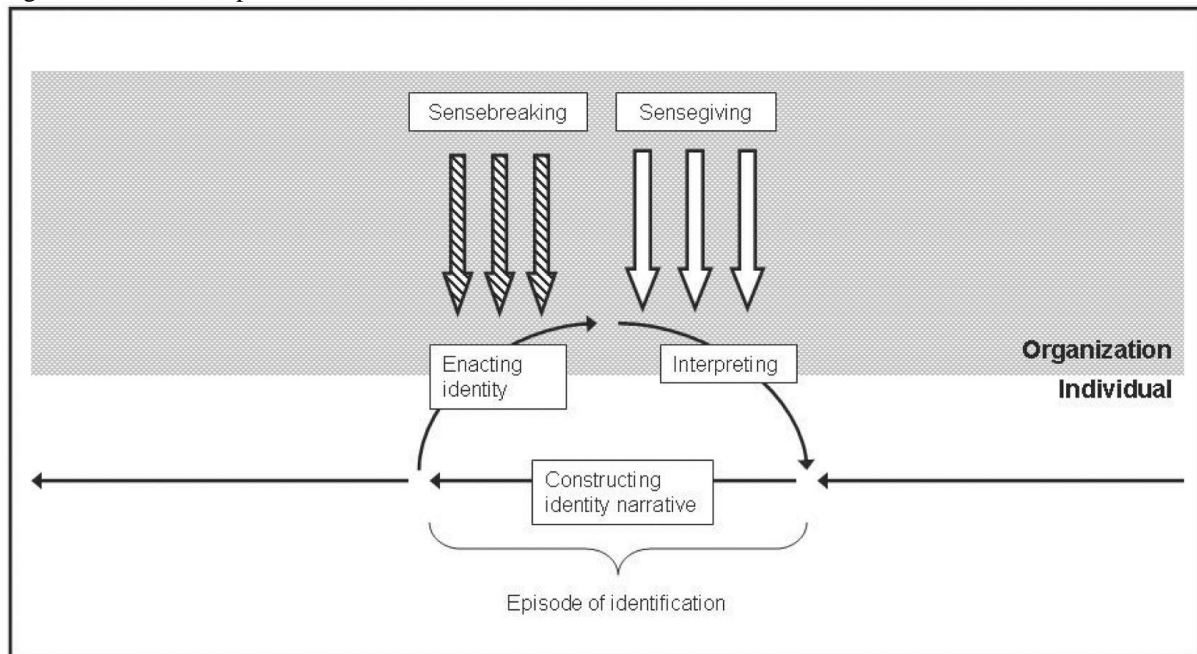 Sensebreaking
Sensegiving
Enacting
identity
Interpreting
Organization
Individual
Constructing
identity narrative
Episode of identification